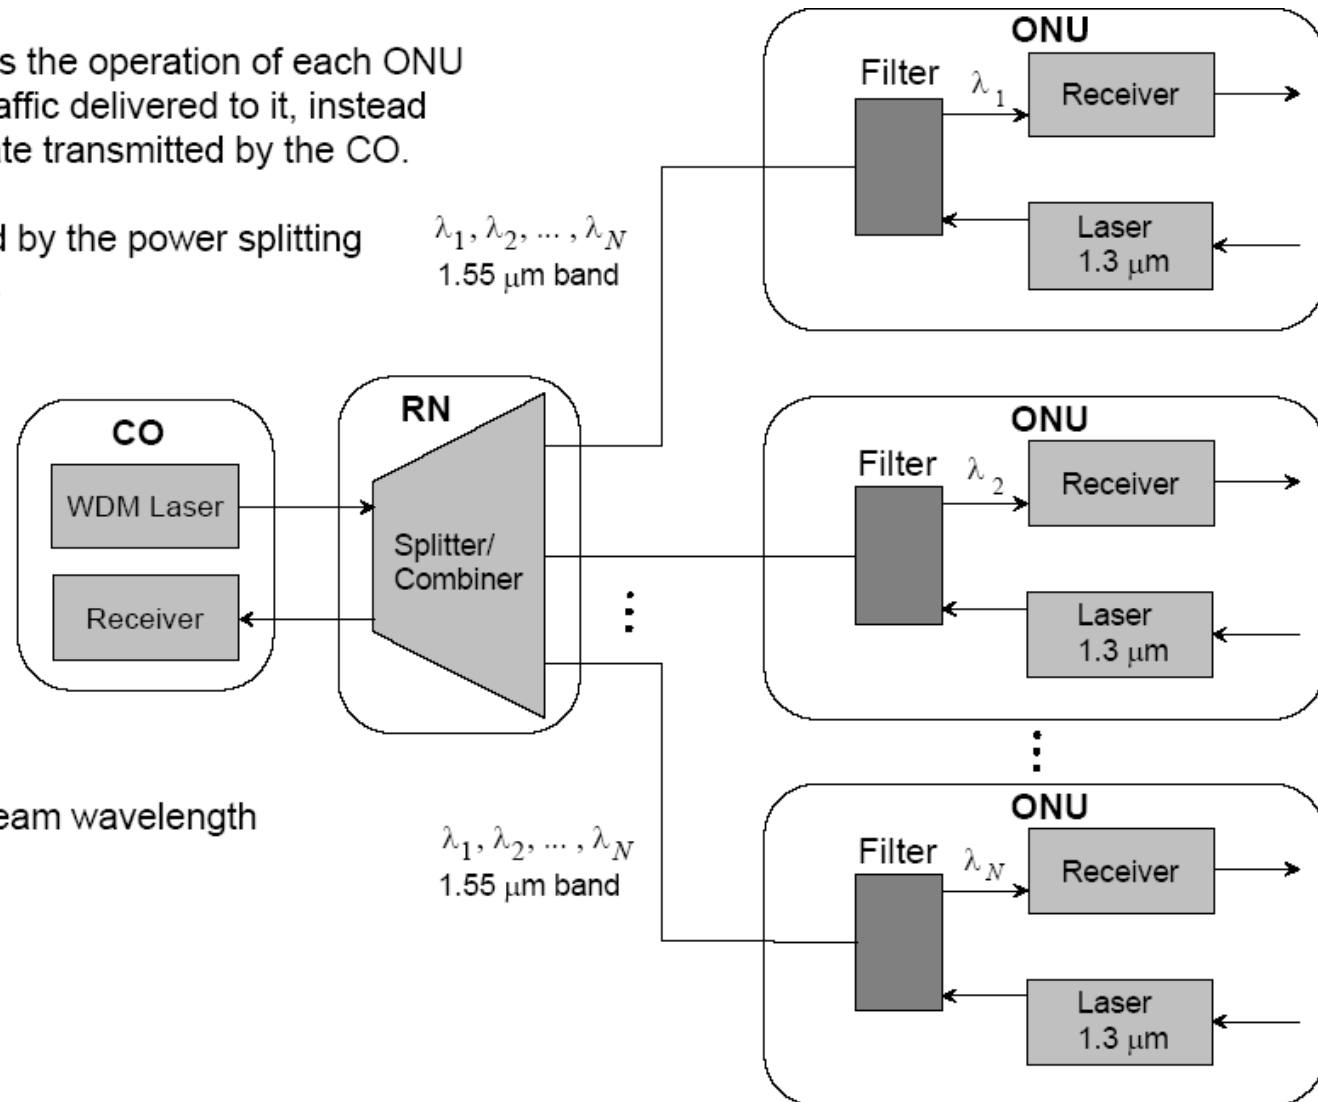 s the operation of each ONU
affic delivered to it, instead
ate transmitted by the CO.
d by the power splitting
λ1, λ2, ... , λN
1.55 μm band
CO
WDM Laser
Receiver
RN
Splitter/
Combiner
ONU
Filter
λ1
Receiver
Laser
1.3 μm
ONU
Filter
λ2
Receiver
Laser
1.3 μm
eam wavelength
λ1, λ2, ... , λN
1.55 μm band
ONU
Filter
λN
Receiver
Laser
1.3 μm